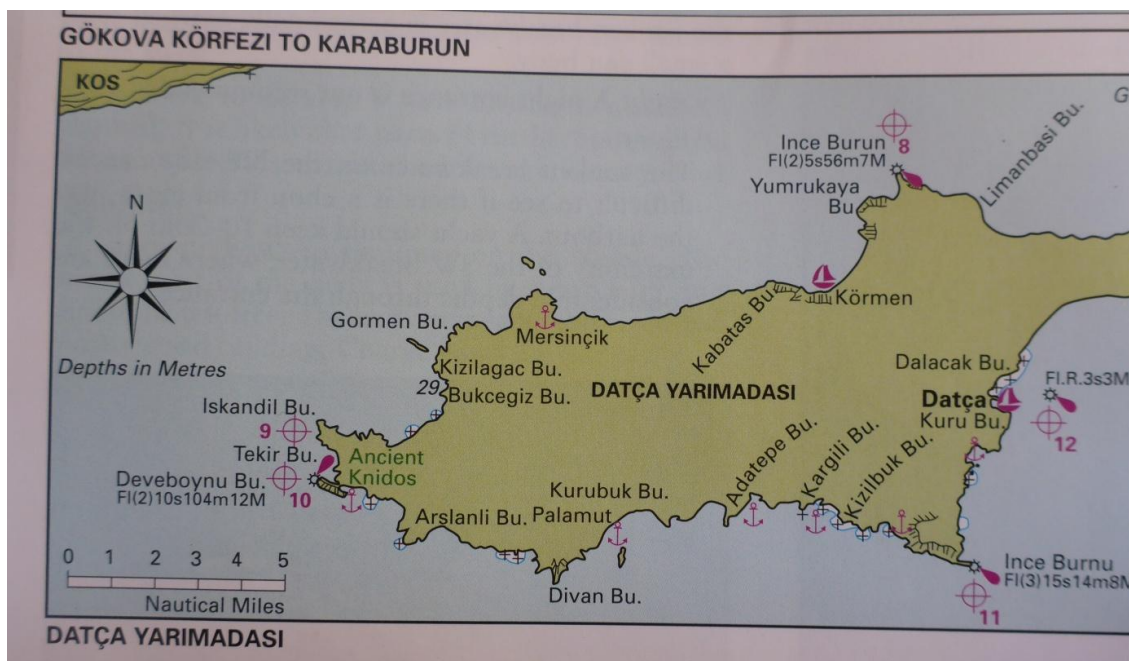 GÖKOVA KÖRFEZI TO KARABURUN
KOS
G
Ince Burun
8
Fl(2)5s56m7M
Limanbasi Bu.
Yumrukaya
Bu.
N
Körmen
Kabatas Bu.
Gormen Bu.
Mersinçik
Depths in Metres
Kizilagac Bu.
Dalacak Bu.
29
Bukcegiz Bu.
DATÇA YARIMADASI
Fl.R.3s3M
Datça
Iskandil Bu.
9
Kuru Bu.
12
Tekir Bu.
Ancient
Knidos
Adatepe Bu.
Kargili Bu.
Kizilbuk Bu.
Deveboynu Bu.
10
Fl(2)10s104m12M
Kurubuk Bu.
Arslanli Bu.
Palamut
0 1 2 3 4 5
Nautical Miles
Divan Bu.
Ince Burnu
Fl(3)15s14m8M
11
DATÇA YARIMADASI